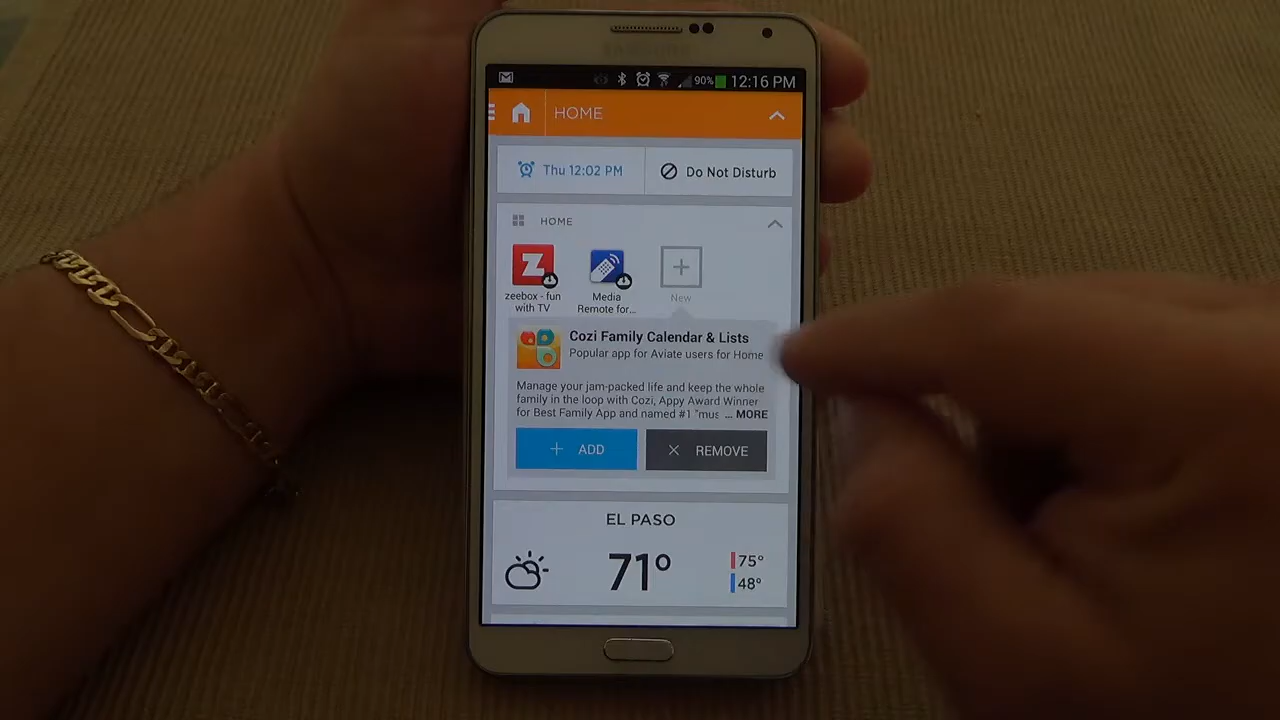 SAMSUNG
90% 12:16 PM
HOME
Thu 12:02 PM
Do Not Disturb
HOME
Z
zeebox - fun
with TV
Media
Remote for...
New
Cozi Family Calendar & Lists
Popular app for Aviate users for Home
Manage your jam-packed life and keep the whole
family in the loop with Cozi, Appy Award Winner
for Best Family App and named #1 "mus ... MORE
+ ADD
× REMOVE
EL PASO
71°
75°
48°